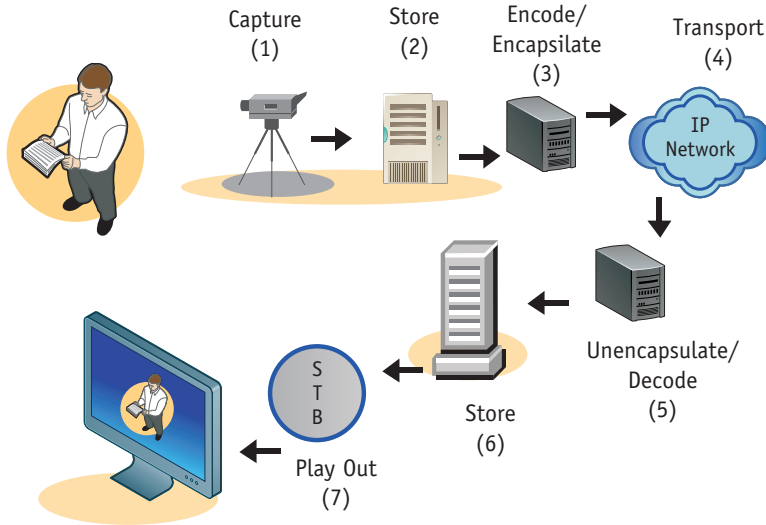 Capture
(1)
Store
(2)
Encode/
Encapsilate
(3)
Transport
(4)
IP
Network
Unencapsulate/
Decode
(5)
Store
(6)
S
T
B
Play Out
(7)